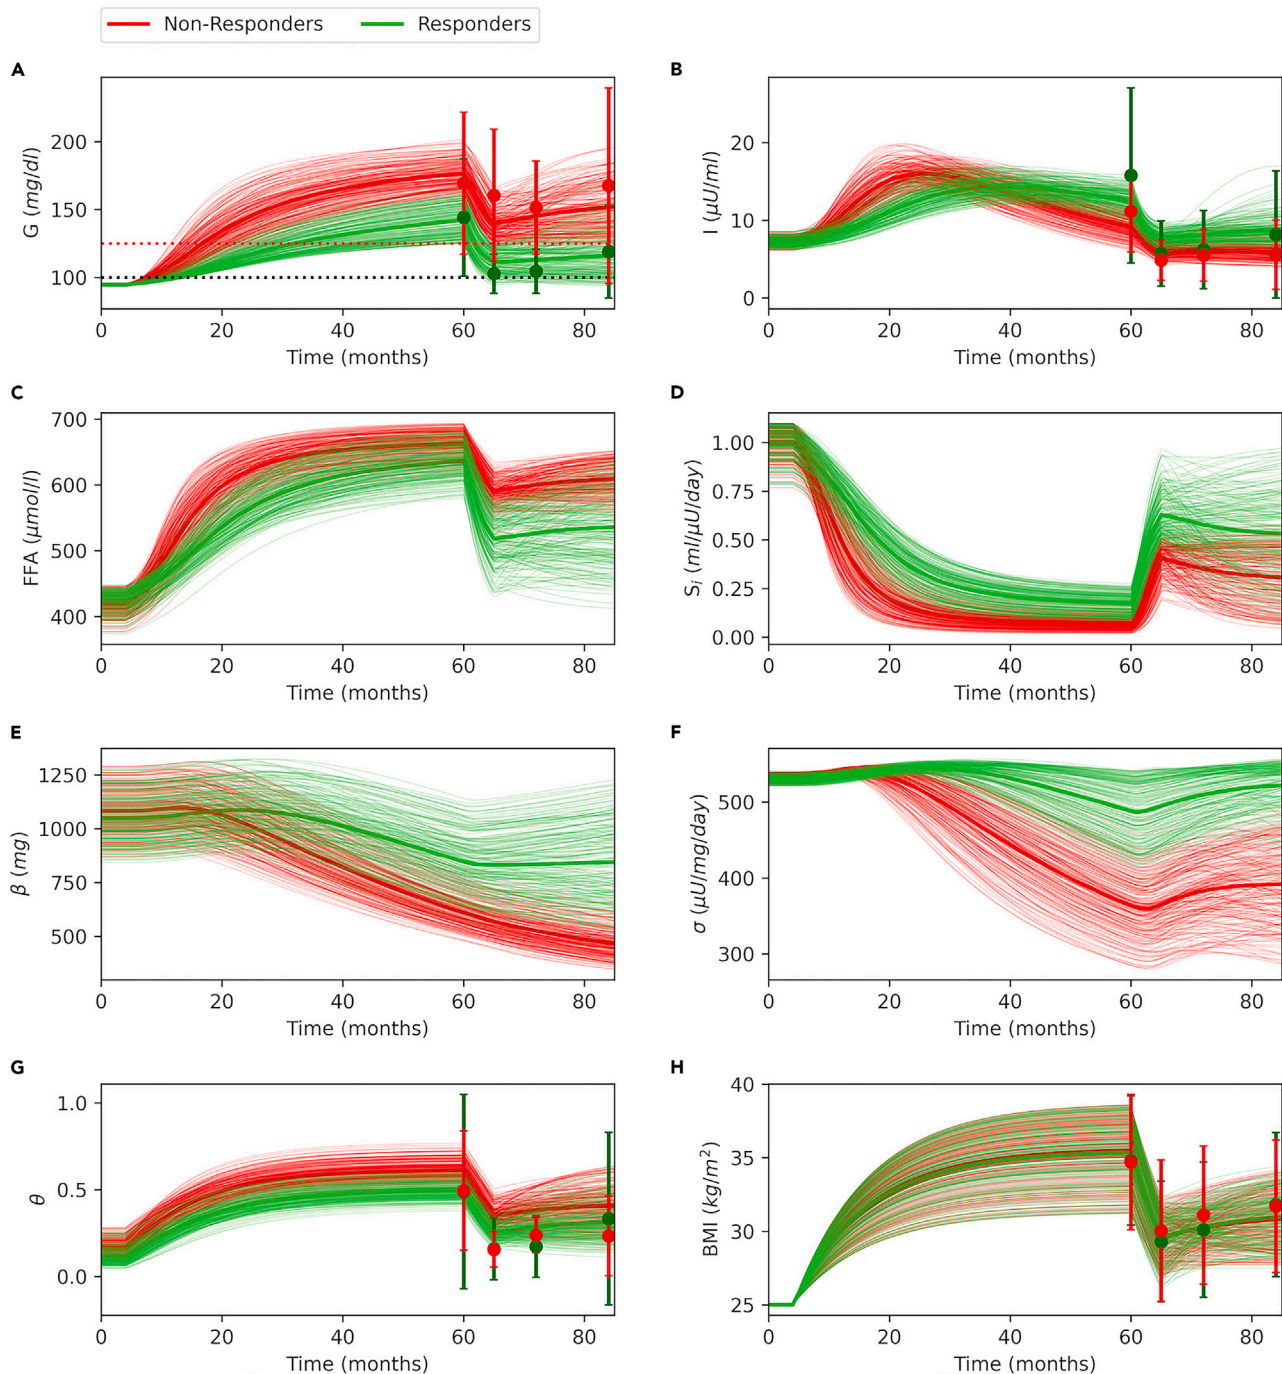 Non-Responders Responders
A
G (mg/dl)
200
150
100
0 20 40 60 80
Time (months)
B
I (μU/ml)
20
10
0
0 20 40 60 80
Time (months)
C
FFA (μmol/l)
700
600
500
400
0 20 40 60 80
Time (months)
D
Si (ml/μU/day)
1.00
0.75
0.50
0.25
0.00
0 20 40 60 80
Time (months)
E
β (mg)
1250
1000
750
500
0 20 40 60 80
Time (months)
F
σ (μU/mg/day)
500
400
300
0 20 40 60 80
Time (months)
G
θ
1.0
0.5
0.0
0 20 40 60 80
Time (months)
H
BMI (kg/m²)
40
35
30
25
0 20 40 60 80
Time (months)